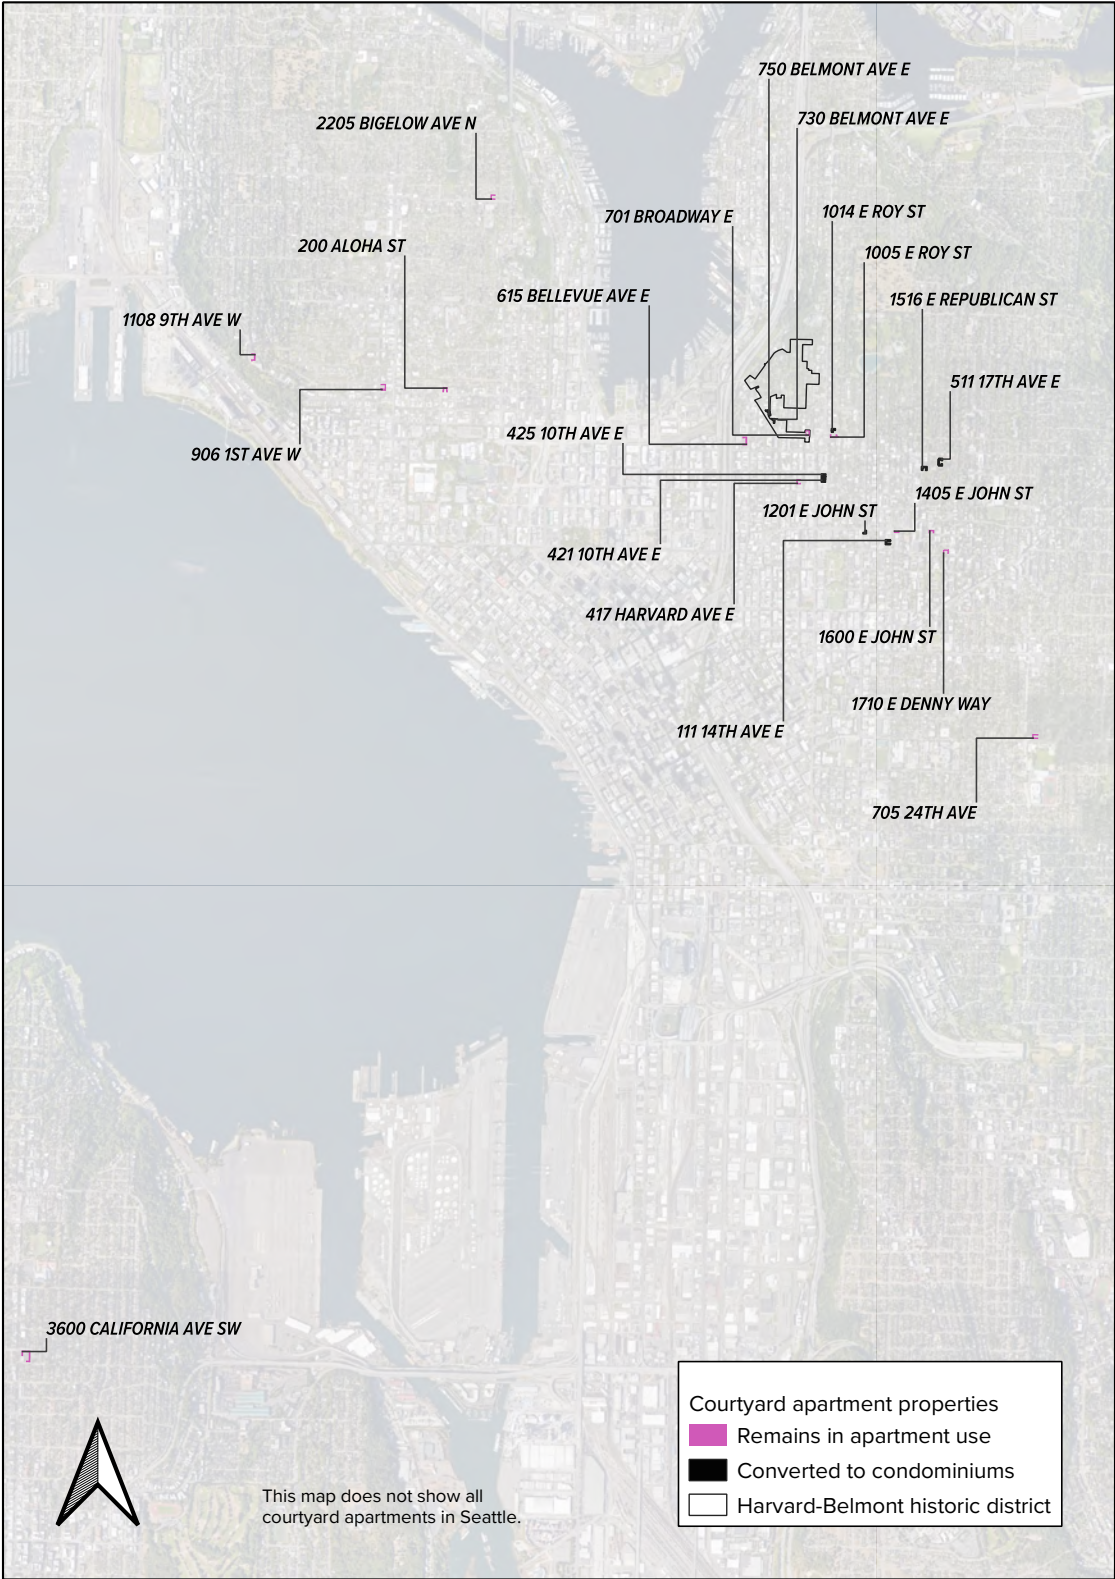 750 BELMONT AVE E
2205 BIGELOW AVE N
730 BELMONT AVE E
701 BROADWAY E
1014 E ROY ST
200 ALOHA ST
1005 E ROY ST
615 BELLEVUE AVE E
1516 E REPUBLICAN ST
1108 9TH AVE W
511 17TH AVE E
425 10TH AVE E
906 1ST AVE W
1405 E JOHN ST
1201 E JOHN ST
421 10TH AVE E
417 HARVARD AVE E
1600 E JOHN ST
1710 E DENNY WAY
111 14TH AVE E
705 24TH AVE
3600 CALIFORNIA AVE SW
Courtyard apartment properties
Remains in apartment use
Converted to condominiums
Harvard-Belmont historic district
This map does not show all
courtyard apartments in Seattle.